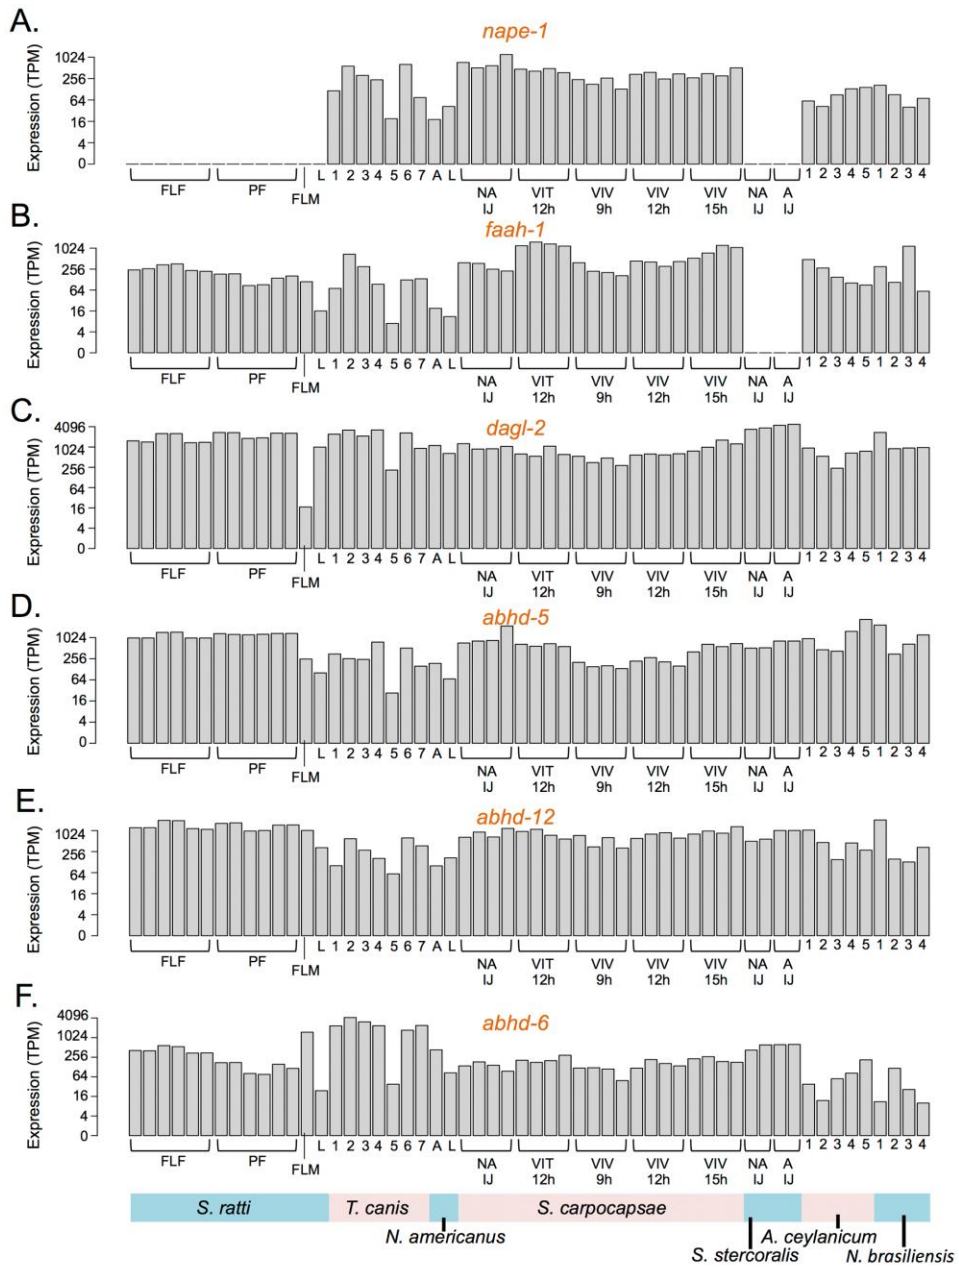 A.
nape-1
Expression (TPM)
1024
256
64
16
4
0
L 1 2 3 4 5 6 7 A L 1 2 3 4 5 1 2 3 4
FLF PF FLM NA IJ VIT 12h VIV 9h VIV 12h VIV 15h NA IJ A IJ
B.
faah-1
Expression (TPM)
1024
256
64
16
4
0
L 1 2 3 4 5 6 7 A L 1 2 3 4 5 1 2 3 4
FLF PF FLM NA IJ VIT 12h VIV 9h VIV 12h VIV 15h NA IJ A IJ
C.
dagl-2
Expression (TPM)
4096
1024
256
64
16
4
0
L 1 2 3 4 5 6 7 A L 1 2 3 4 5 1 2 3 4
FLF PF FLM NA IJ VIT 12h VIV 9h VIV 12h VIV 15h NA IJ A IJ
D.
abhd-5
Expression (TPM)
1024
256
64
16
4
0
L 1 2 3 4 5 6 7 A L 1 2 3 4 5 1 2 3 4
FLF PF FLM NA IJ VIT 12h VIV 9h VIV 12h VIV 15h NA IJ A IJ
E.
abhd-12
Expression (TPM)
1024
256
64
16
4
0
L 1 2 3 4 5 6 7 A L 1 2 3 4 5 1 2 3 4
FLF PF FLM NA IJ VIT 12h VIV 9h VIV 12h VIV 15h NA IJ A IJ
F.
abhd-6
Expression (TPM)
4096
1024
256
64
16
4
0
L 1 2 3 4 5 6 7 A L 1 2 3 4 5 1 2 3 4
FLF PF FLM NA IJ VIT 12h VIV 9h VIV 12h VIV 15h NA IJ A IJ
S. ratti T. canis S. carpocapsae
N. americanus A. ceylanicum
S. stercoralis N. brasiliensis